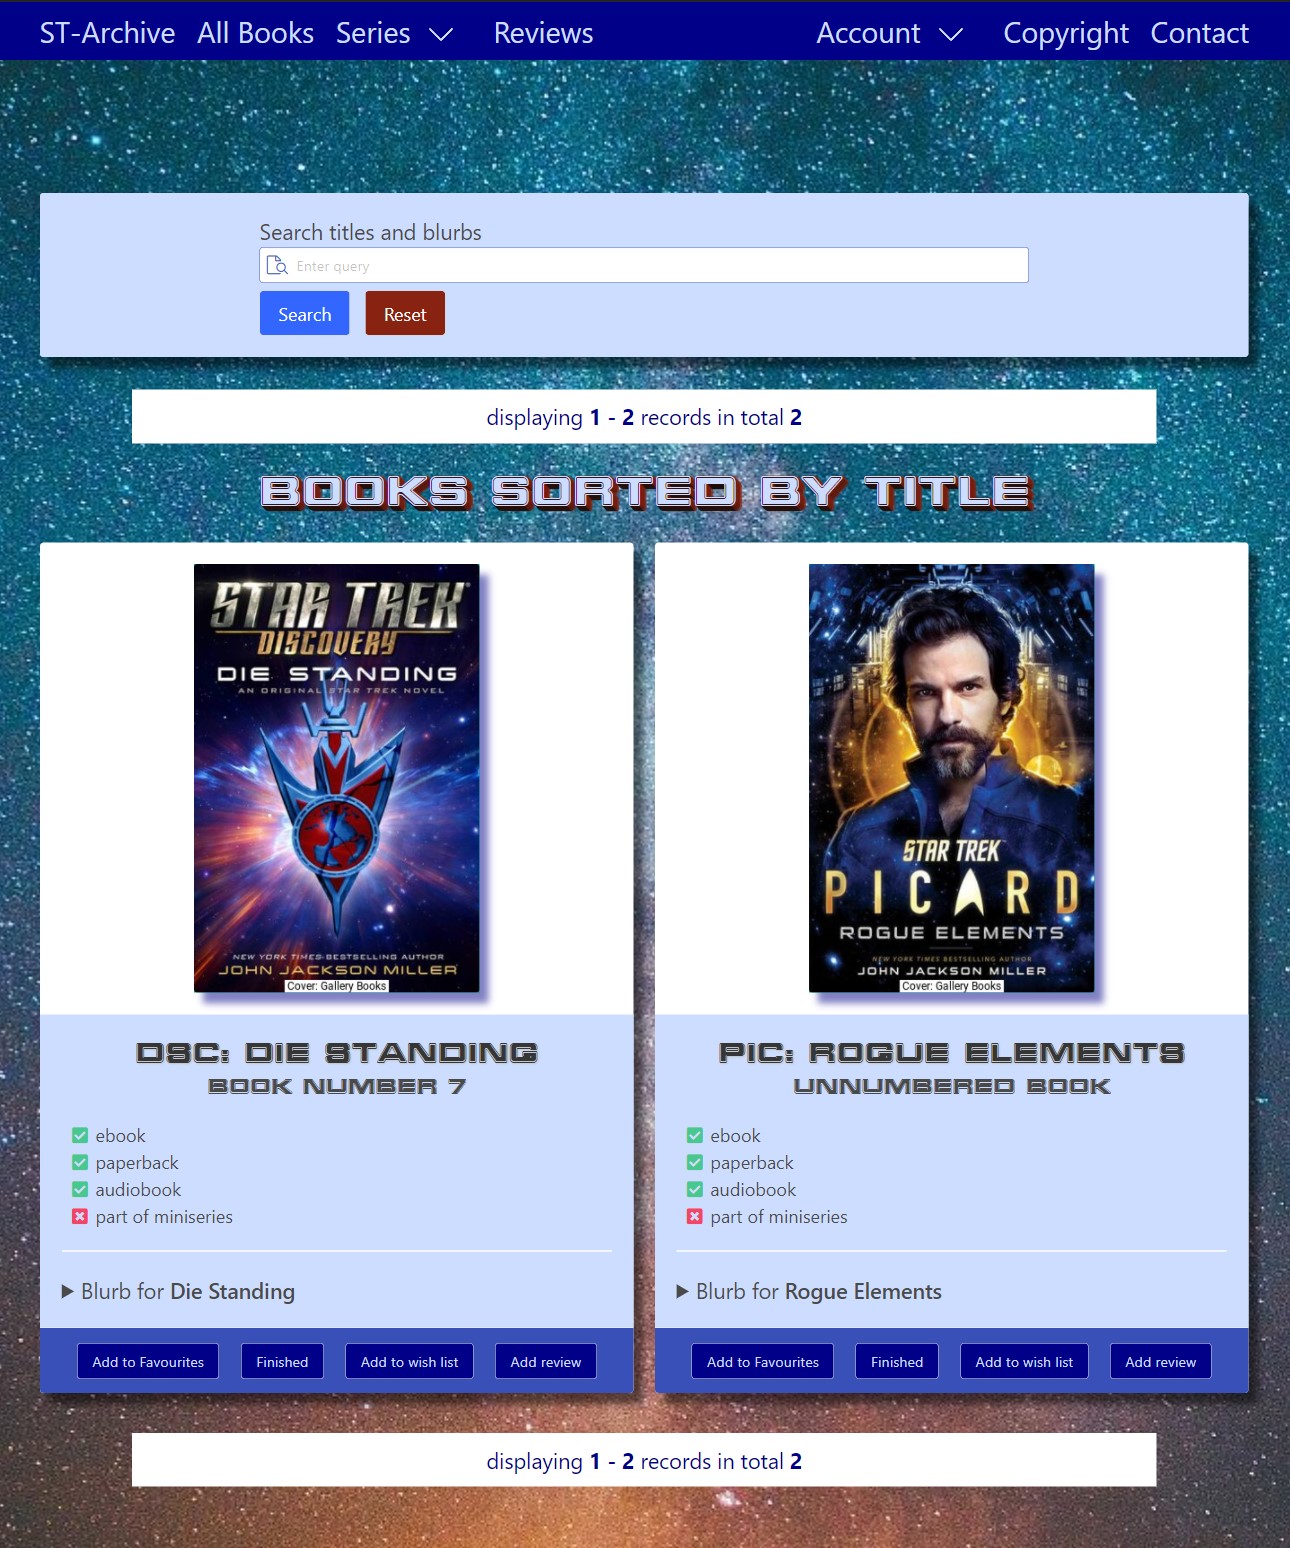 ST-Archive All Books Series Reviews Account Copyright Contact
Search titles and blurbs
Enter query
Search Reset
displaying 1 - 2 records in total 2
BOOKS SORTED BY TITLE
STAR TREK
DISCOVERY
DIE STANDING
AN ORIGINAL STAR TREK NOVEL
NEW YORK TIMES BESTSELLING AUTHOR
JOHN JACKSON MILLER
Cover: Gallery Books
DSC: DIE STANDING
BOOK NUMBER 7
ebook
paperback
audiobook
part of miniseries
Blurb for Die Standing
Add to Favourites Finished Add to wish list Add review
STAR TREK
PICARD
ROGUE ELEMENTS
NEW YORK TIMES BESTSELLING AUTHOR
JOHN JACKSON MILLER
Cover: Gallery Books
PIC: ROGUE ELEMENTS
UNNUMBERED BOOK
ebook
paperback
audiobook
part of miniseries
Blurb for Rogue Elements
Add to Favourites Finished Add to wish list Add review
displaying 1 - 2 records in total 2